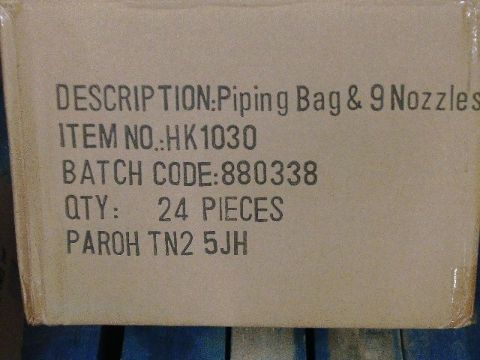 DESCRIPTION:Piping Bag & 9 Nozzles
ITEM NO.:HK1030
BATCH CODE:880338
QTY: 24 PIECES
PAROH TN2 5JH